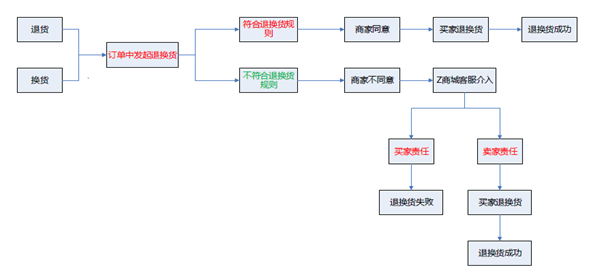 退货
换货
订单中发起退换货
符合退换货规
则
商家同意
买家退换货
退换货成功
不符合退换货
规则
商家不同意
Z商城客服介入
买家责任
卖家责任
退换货失败
买家退换货
退换货成功